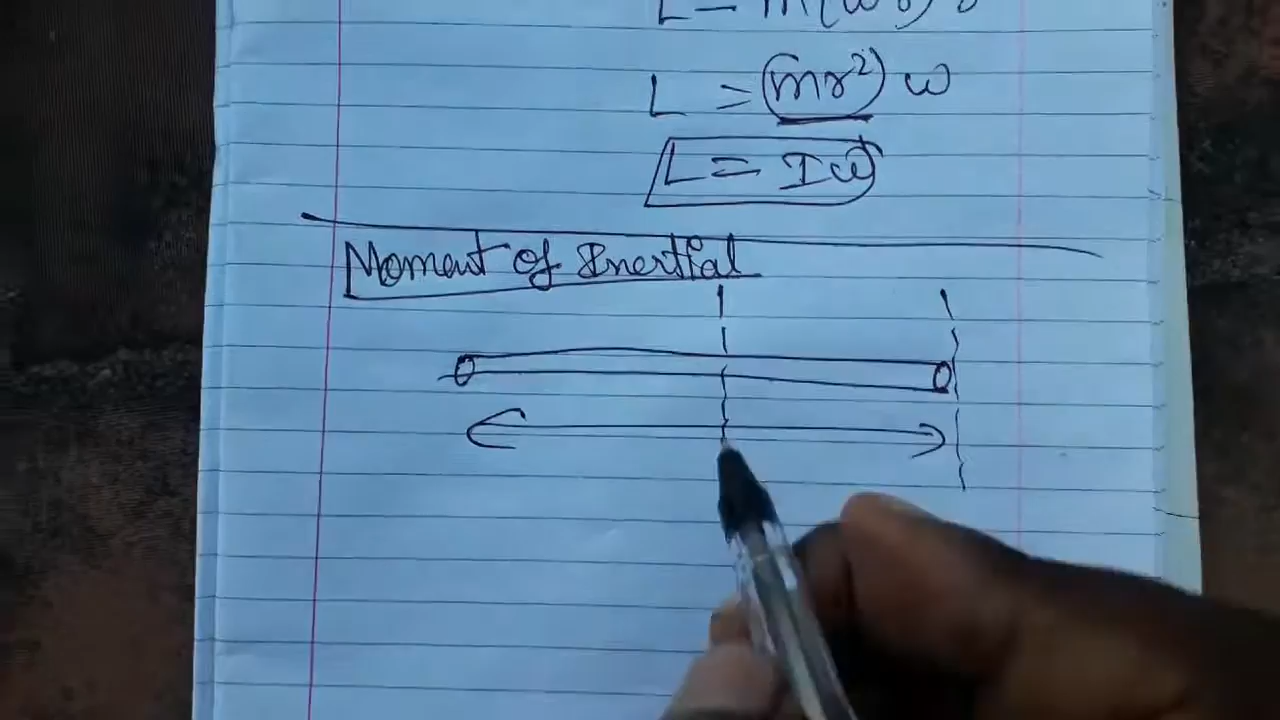 L = (mr²) ω
L = Iω
Moment of Inertial